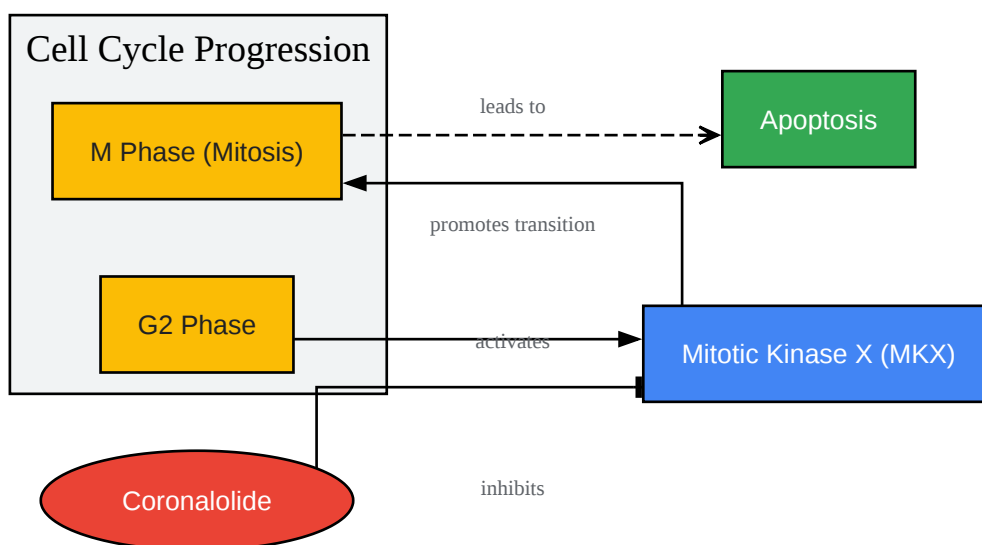 Cell Cycle Progression
leads to
Apoptosis
M Phase (Mitosis)
promotes transition
G2 Phase
activates
Mitotic Kinase X (MKX)
inhibits
Coronalolide